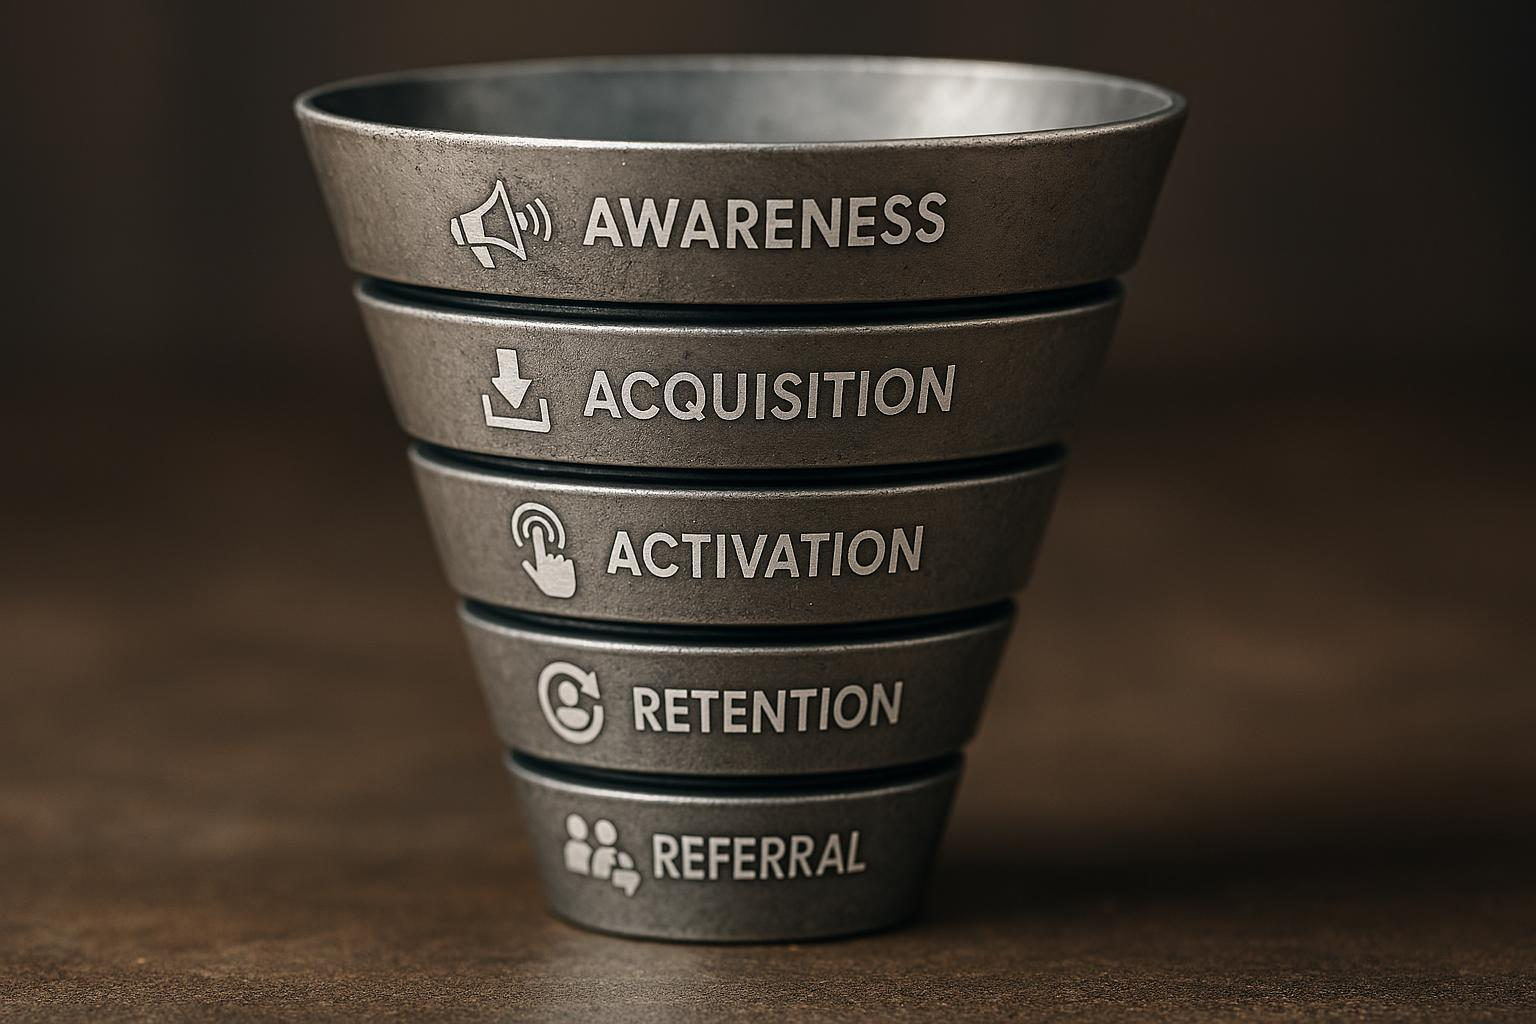 AWARENESS
ACQUISITION
ACTIVATION
RETENTION
REFERRAL